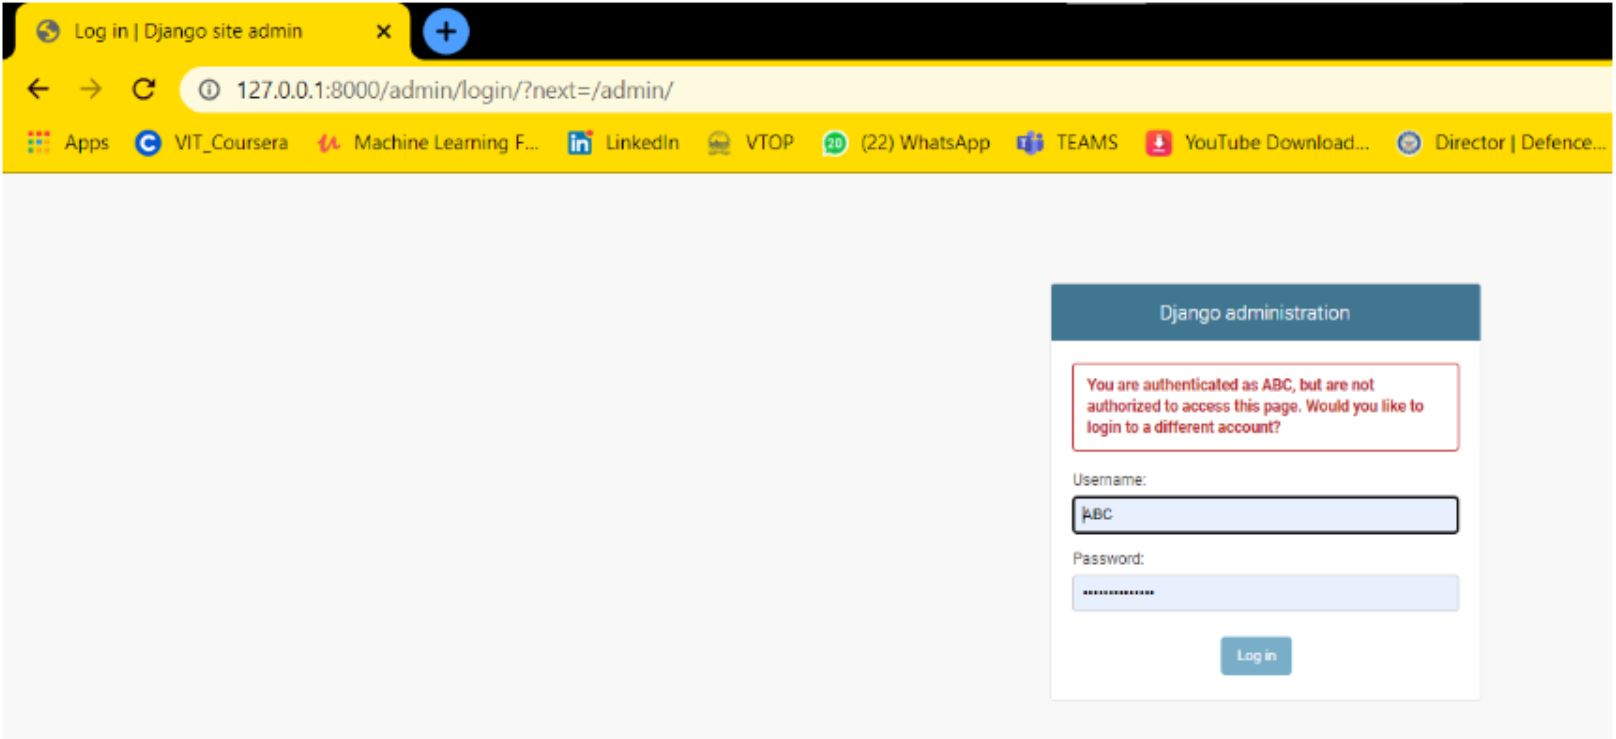 Log in | Django site admin
127.0.0.1:8000/admin/login/?next=/admin/
Apps VIT_Coursera Machine Learning F... LinkedIn VTOP 20 (22) WhatsApp TEAMS YouTube Download... Director | Defence...
Django administration
You are authenticated as ABC, but are not
authorized to access this page. Would you like to
login to a different account?
Username:
ABC
Password:
Log in